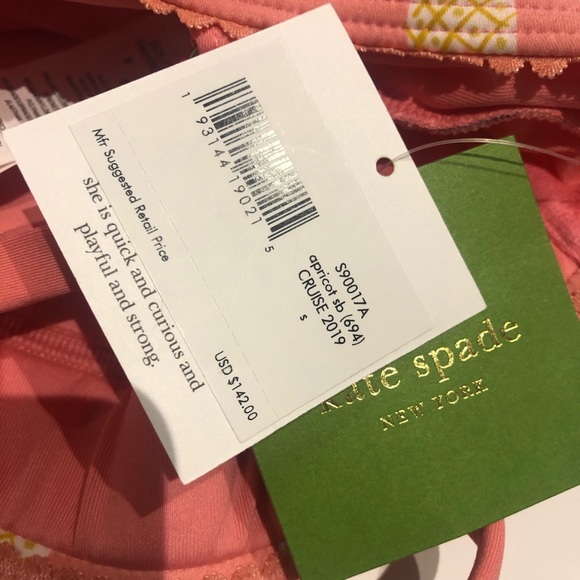 1 93144 19021 5
S90017A
apricot sb (694)
CRUISE 2019
s
Mfr Suggested Retail Price
USD $142.00
she is quick and curious and
playful and strong.
kate spade
NEW YORK